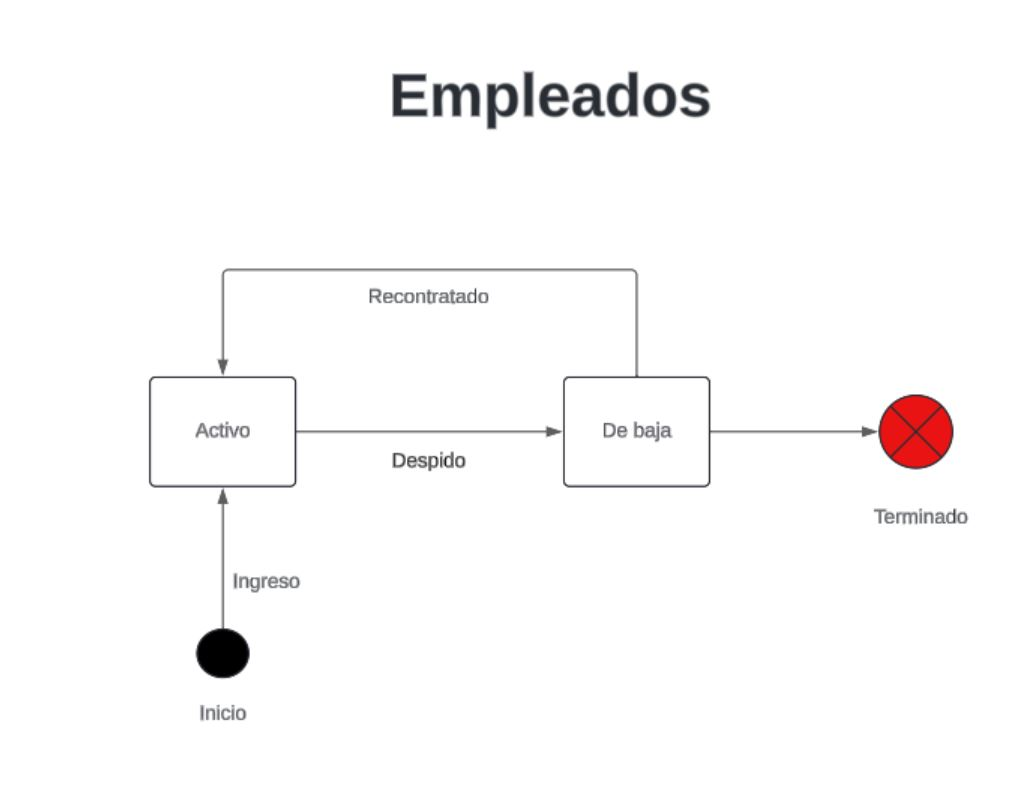 Empleados
Recontratado
Activo
De baja
Despido
Terminado
Ingreso
Inicio